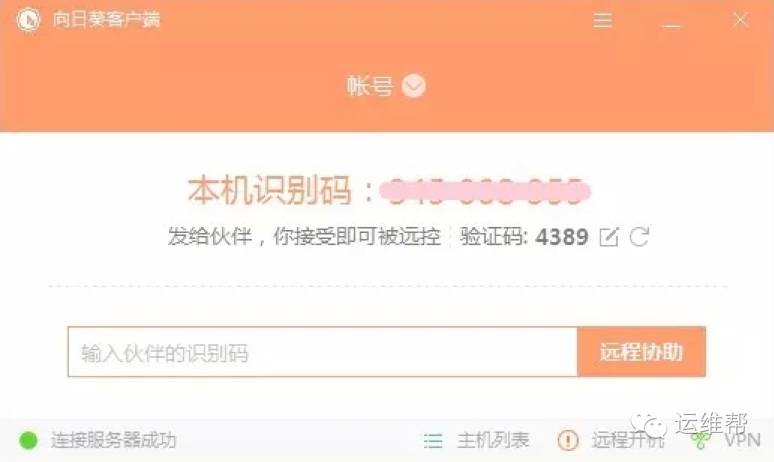 向日葵客户端
帐号
本机识别码：
发给伙伴，你接受即可被远控 验证码: 4389
输入伙伴的识别码 远程协助
连接服务器成功 主机列表 远程开机 VPN
运维帮